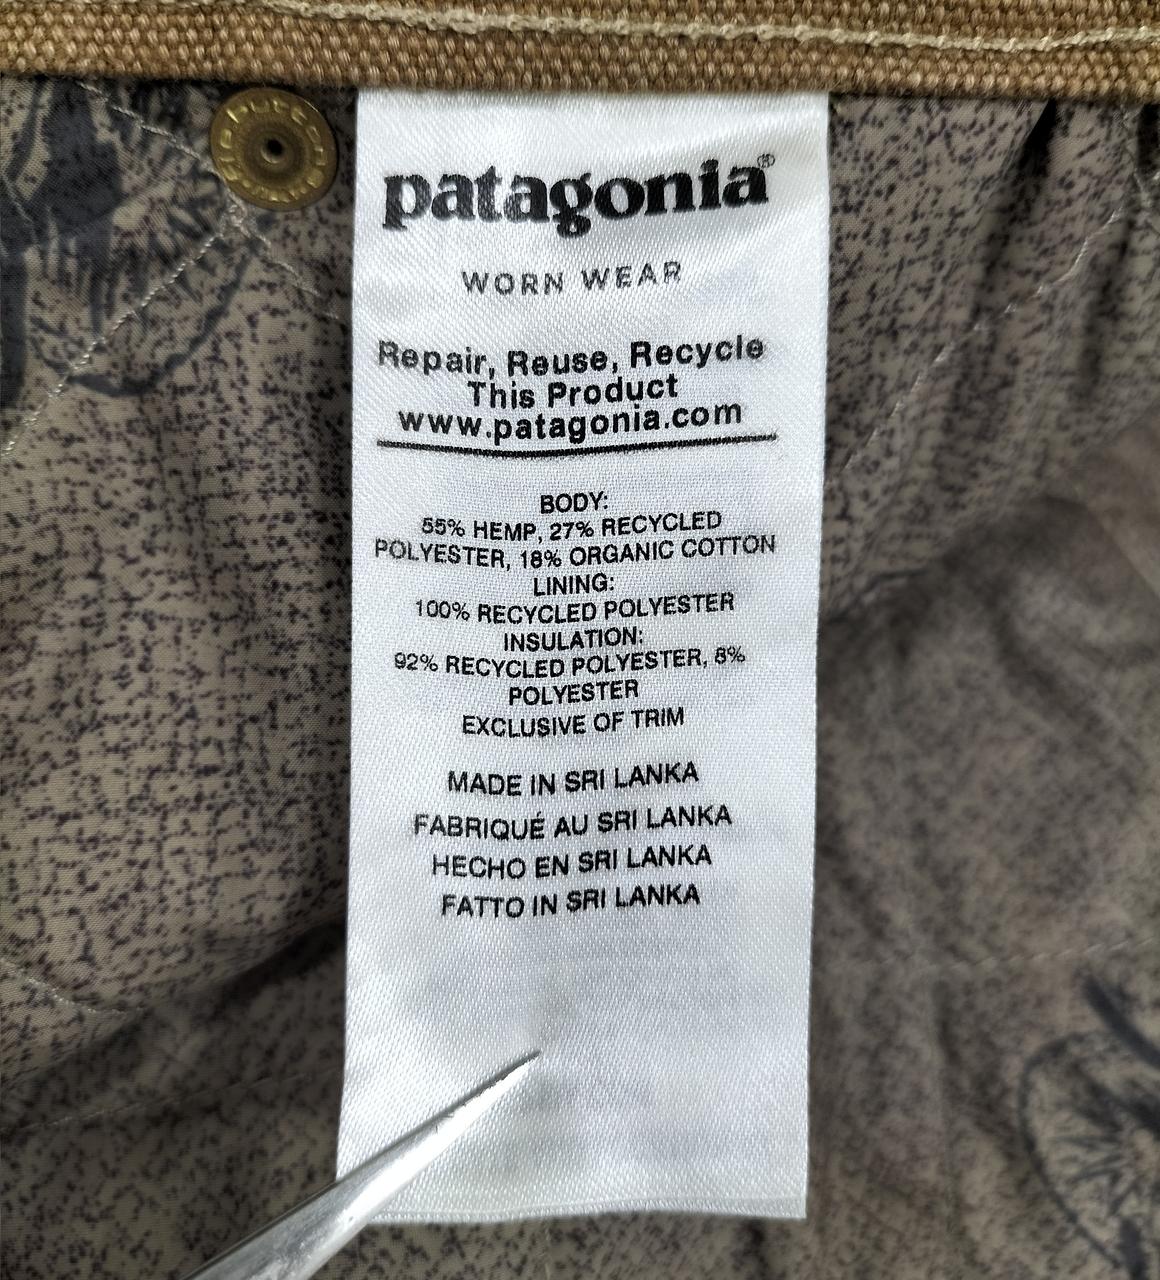 patagonia®
WORN WEAR
Repair, Reuse, Recycle
This Product
www.patagonia.com
BODY:
55% HEMP, 27% RECYCLED
POLYESTER, 18% ORGANIC COTTON
LINING:
100% RECYCLED POLYESTER
INSULATION:
92% RECYCLED POLYESTER, 8%
POLYESTER
EXCLUSIVE OF TRIM
MADE IN SRI LANKA
FABRIQUÉ AU SRI LANKA
HECHO EN SRI LANKA
FATTO IN SRI LANKA